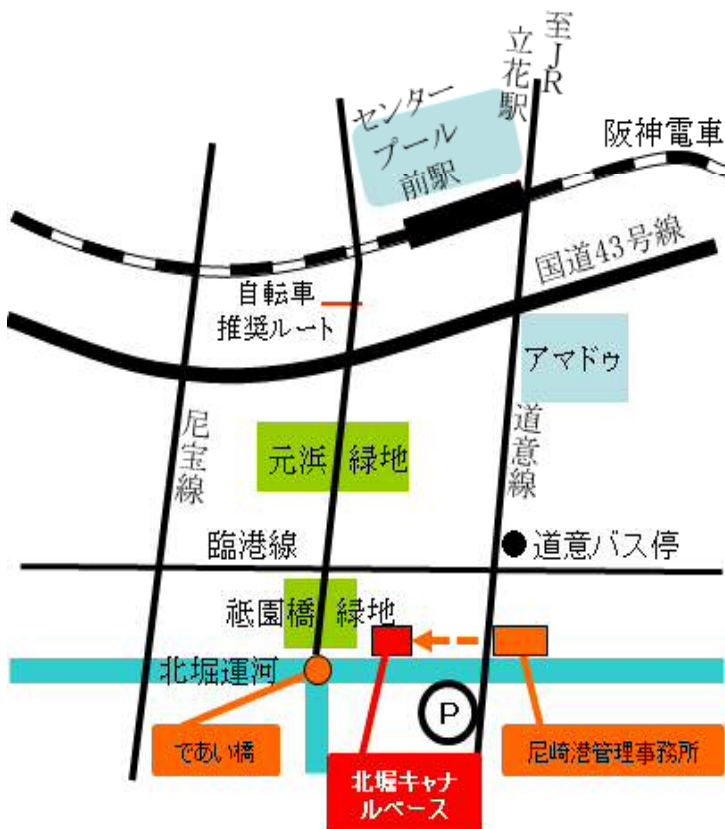 至JR
立花駅
センター
プール
前駅
阪神電車
国道43号線
自転車
推奨ルート
アマドゥ
尼宝線
元浜緑地
道意線
臨港線
道意バス停
祗園橋緑地
北堀運河
P
であい橋
北堀キャナ
ルベース
尼崎港管理事務所